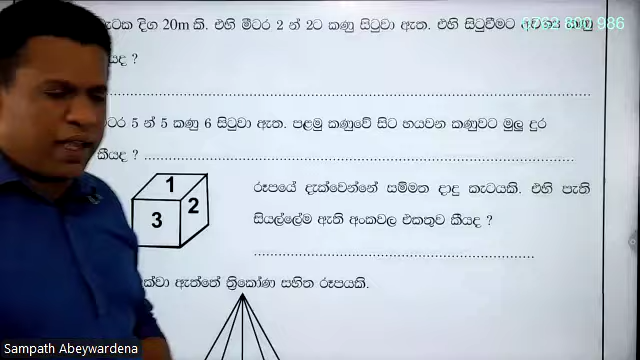 දිග 20m කි. එහි මීටර 2 න් 2ට කණු සිටුවා ඇත. එහි සිටුවීමට අවශ්‍ය කණු
යද ?
ටර 5 න් 5 කණු 6 සිටුවා ඇත. පළමු කණුවේ සිට හයවන කණුවට මුලු දුර
කීයද ?
1
2
3
රූපයේ දැක්වෙන්නේ සම්මත දාදු කැටයකි. එහි පැති
සියල්ලේම ඇති අංකවල එකතුව කීයද ?
ක්වා ඇත්තේ ත්‍රිකෝණ සහිත රූපයකි.
Sampath Abeywardena